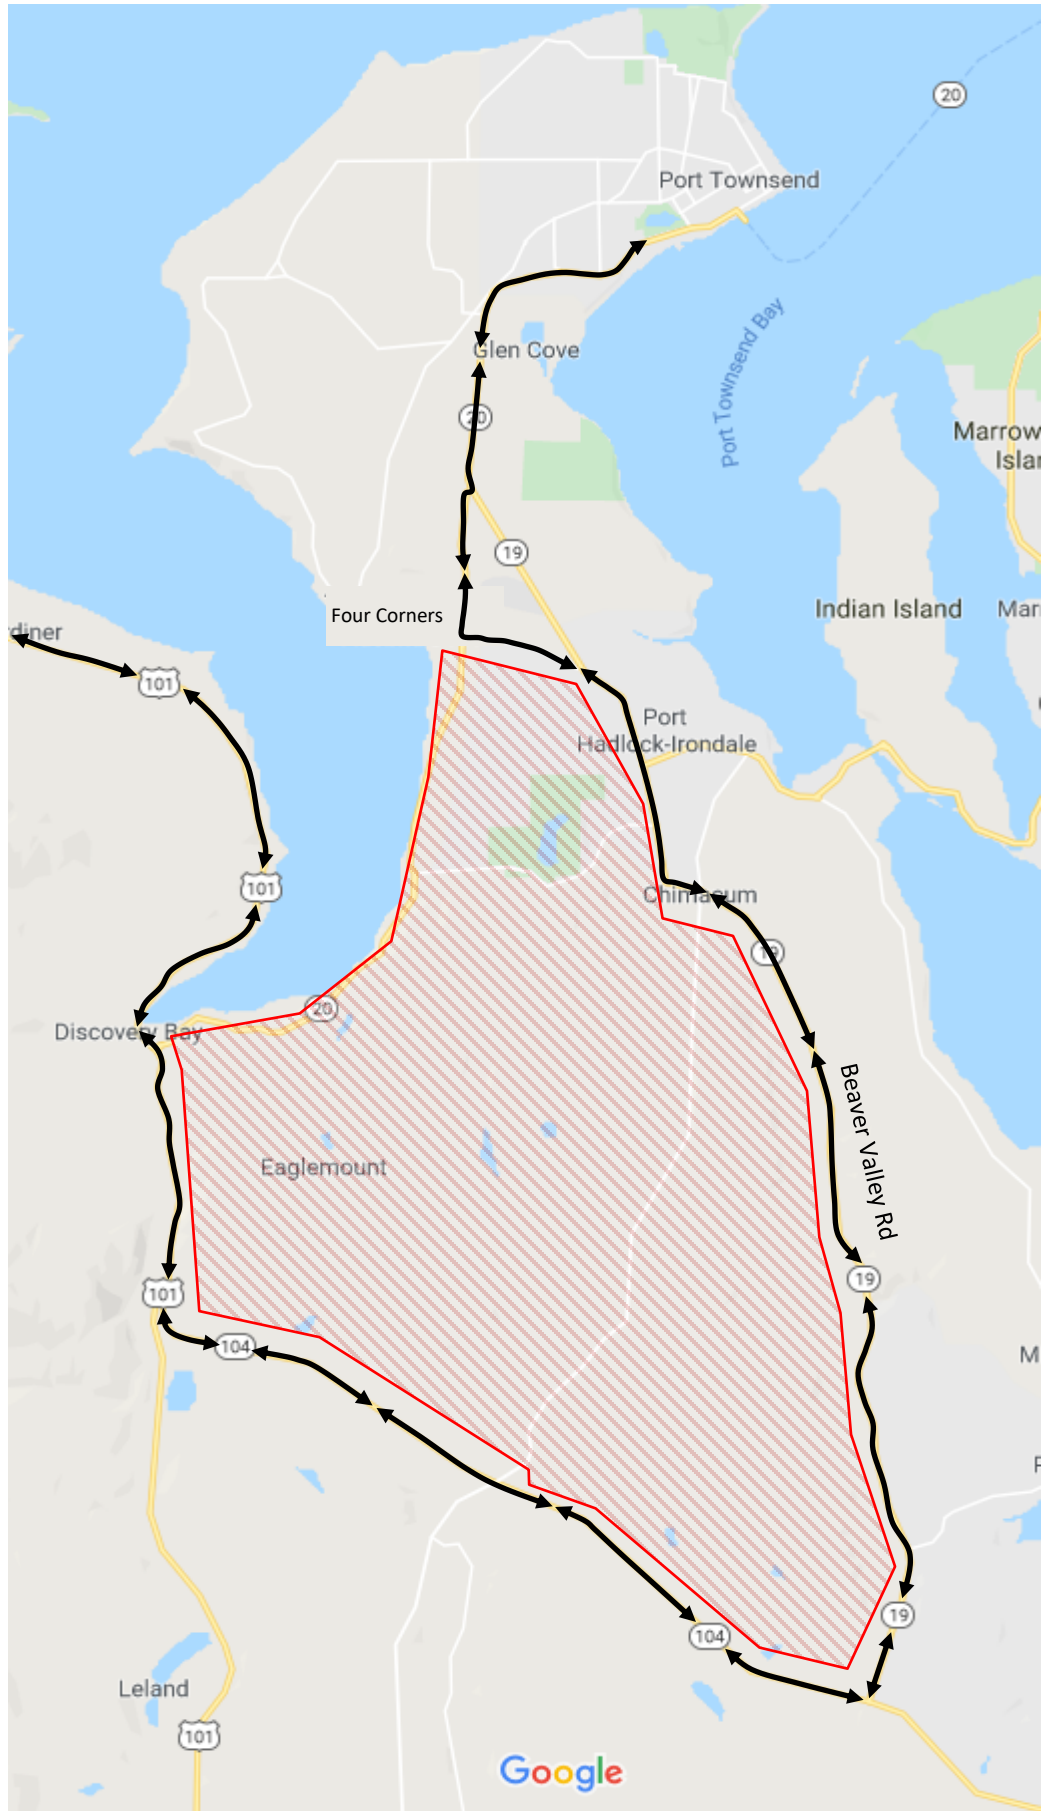 20
Port Townsend
Port Townsend Bay
Glen Cove
20
Marrow
Islan
19
Four Corners
Indian Island
Mar
diner
101
Port
Hadlock-Irondale
101
Chimacum
19
20
Discovery Bay
Beaver Valley Rd
Eaglemount
19
101
104
M
19
104
Leland
101
Google